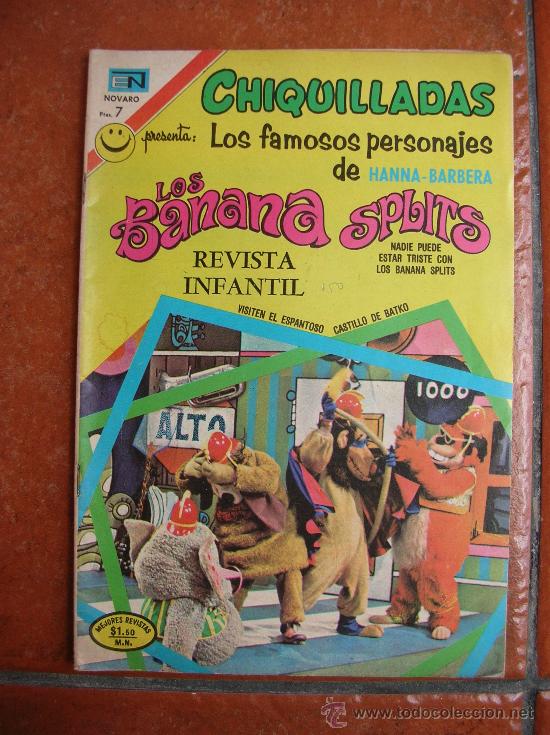 EN
NOVARO
Ptas. 7
CHIQUILLADAS
presenta: Los famosos personajes
de HANNA-BARBERA
LOS
Banana SPLITS
NADIE PUEDE
ESTAR TRISTE CON
LOS BANANA SPLITS
REVISTA
INFANTIL
150
VISITEN EL ESPANTOSO CASTILLO DE BATKO
1000
ALTO
MEJORES REVISTAS
$1.50
M.N.
www.todocoleccion.net